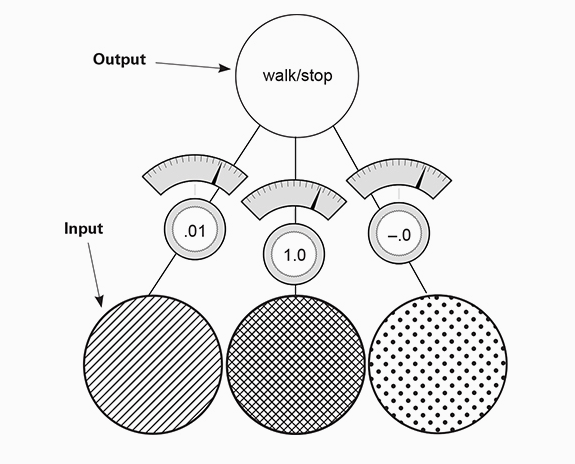 Output
walk/stop
Input
.01
1.0
–.0